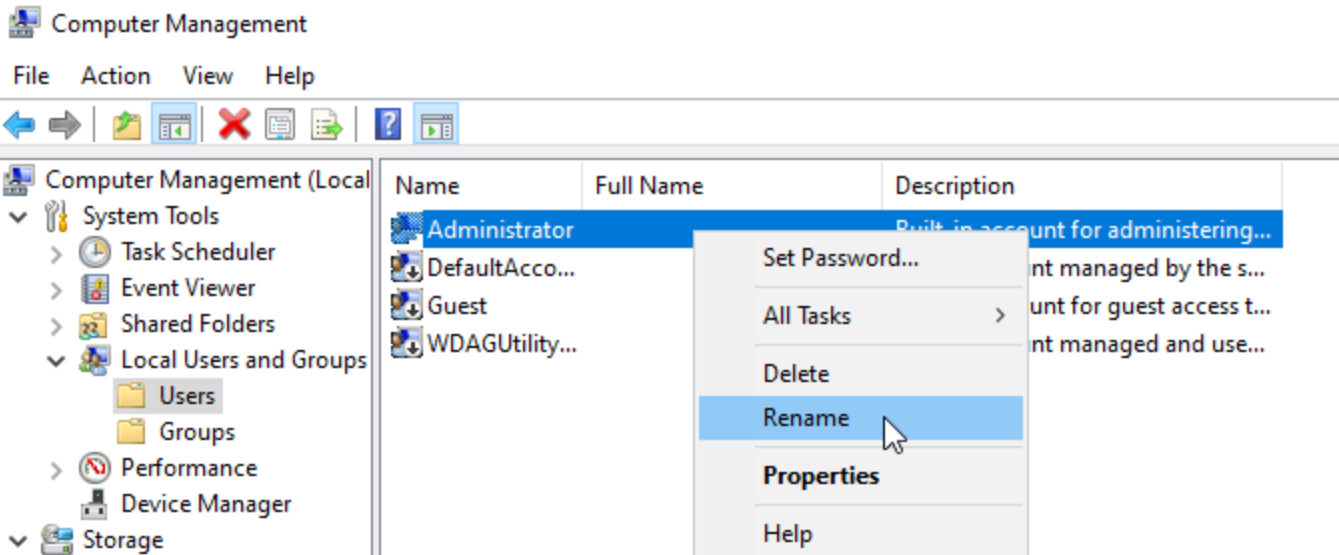 Computer Management
File Action View Help
Computer Management (Local
System Tools
Task Scheduler
Event Viewer
Shared Folders
Local Users and Groups
Users
Groups
Performance
Device Manager
Storage
Name Full Name Description
Administrator Built-in account for administering...
DefaultAcco... nt managed by the s...
Guest unt for guest access t...
WDAGUtility... nt managed and use...
Set Password...
All Tasks
Delete
Rename
Properties
Help